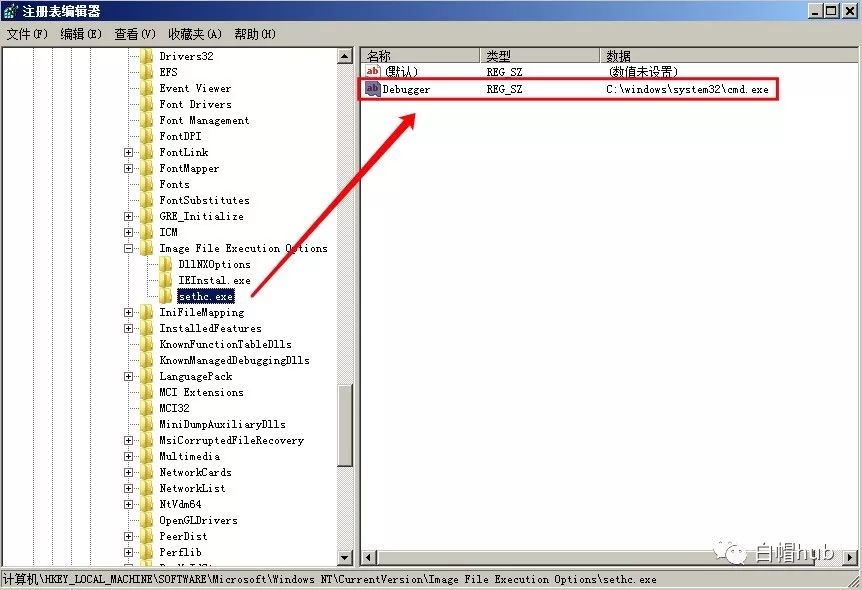 注册表编辑器
文件(F) 编辑(E) 查看(V) 收藏夹(A) 帮助(H)
Drivers32
EFS
Event Viewer
Font Drivers
Font Management
FontDPI
FontLink
FontMapper
Fonts
FontSubstitutes
GRE_Initialize
ICM
Image File Execution Options
DllNXOptions
IEInstal.exe
sethc.exe
IniFileMapping
InstalledFeatures
KnownFunctionTableDlls
KnownManagedDebuggingDlls
LanguagePack
MCI Extensions
MCI32
MiniDumpAuxiliaryDlls
MsiCorruptedFileRecovery
Multimedia
NetworkCards
NetworkList
NtVdm64
OpenGLDrivers
PeerDist
Perflib
名称 类型 数据
ab (默认) REG_SZ (数值未设置)
ab Debugger REG_SZ C:\windows\system32\cmd.exe
白帽hub
计算机\HKEY_LOCAL_MACHINE\SOFTWARE\Microsoft\Windows NT\CurrentVersion\Image File Execution Options\sethc.exe